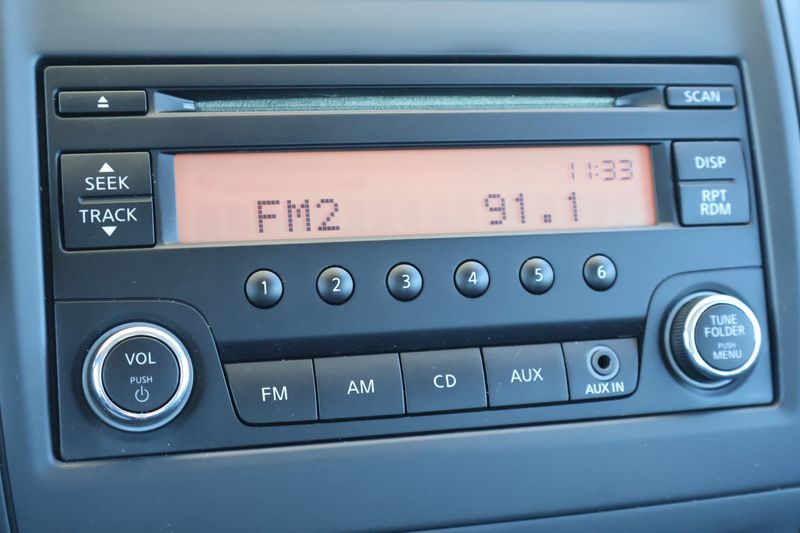 SCAN
SEEK
TRACK
11:33
FM2 91.1
DISP
RPT
RDM
1 2 3 4 5 6
VOL
PUSH
FM AM CD AUX
AUX IN
TUNE
FOLDER
PUSH
MENU